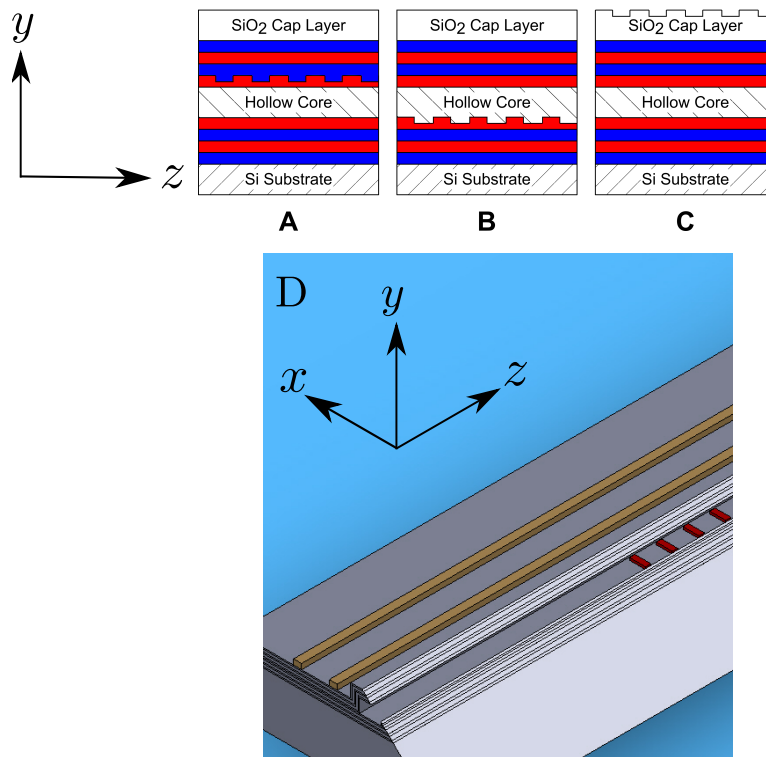 y
z
SiO2 Cap Layer
Hollow Core
Si Substrate
A
SiO2 Cap Layer
Hollow Core
Si Substrate
B
SiO2 Cap Layer
Hollow Core
Si Substrate
C
D
y
x
z